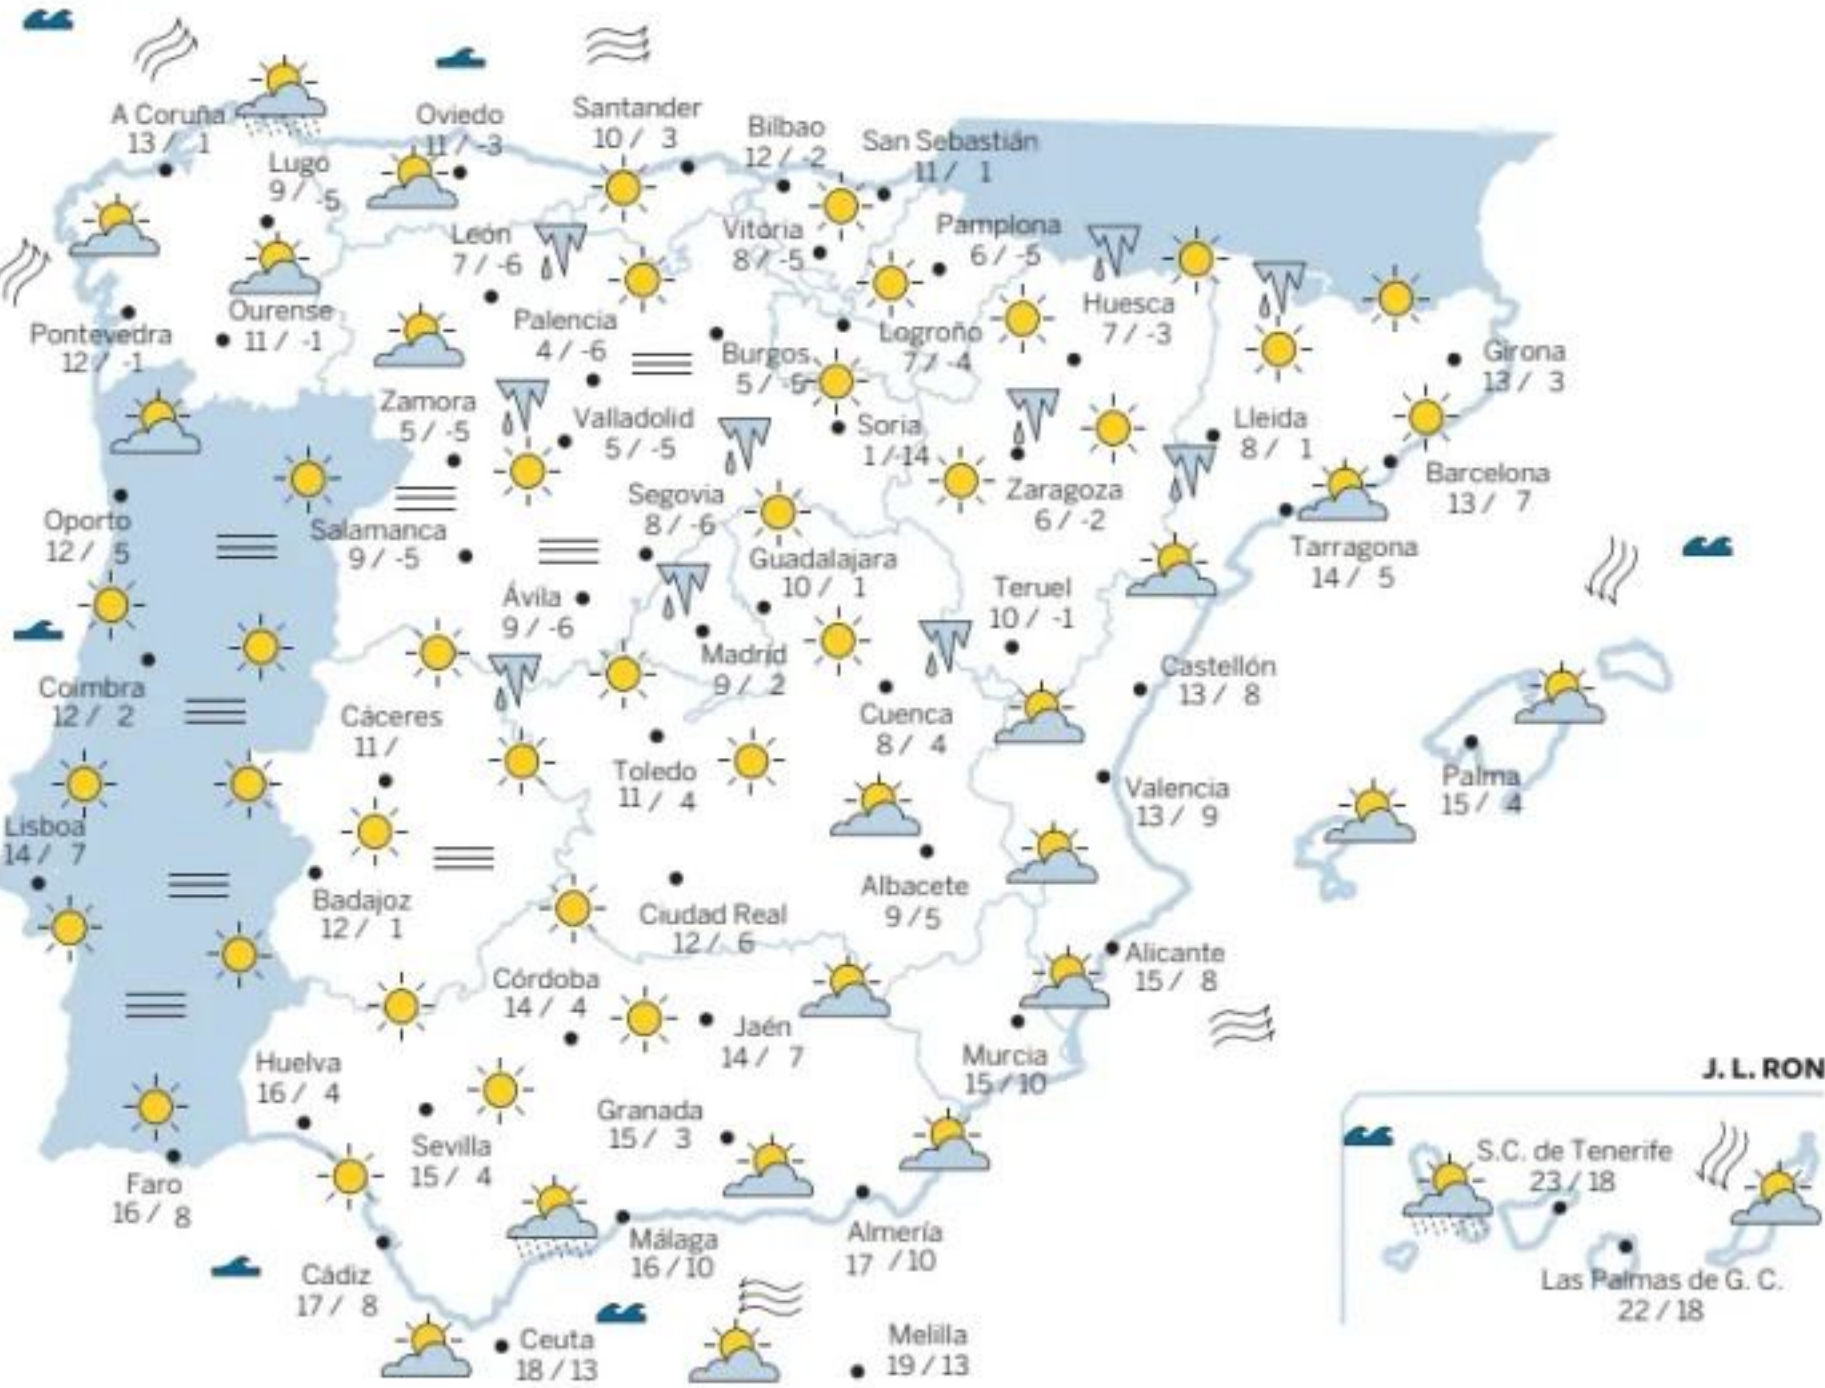 A Coruña
13 / 1
Lugo
9 / -5
Oviedo
11 / -3
Santander
10 / 3
Bilbao
12 / -2
San Sebastián
11 / 1
León
7 / -6
Vitoria
8 / -5
Pamplona
6 / -5
Huesca
7 / -3
Pontevedra
12 / -1
Ourense
11 / -1
Palencia
4 / -6
Burgos
5 / -5
Logroño
7 / -4
Girona
13 / 3
Zamora
5 / -5
Valladolid
5 / -5
Soria
1 / -14
Lleida
8 / 1
Barcelona
13 / 7
Oporto
12 / 5
Salamanca
9 / -5
Segovia
8 / -6
Zaragoza
6 / -2
Tarragona
14 / 5
Ávila
9 / -6
Guadalajara
10 / 1
Teruel
10 / -1
Coimbra
12 / 2
Madrid
9 / 2
Castellón
13 / 8
Cáceres
11 /
Cuenca
8 / 4
Toledo
11 / 4
Valencia
13 / 9
Palma
15 / 4
Lisboa
14 / 7
Badajoz
12 / 1
Ciudad Real
12 / 6
Albacete
9 / 5
Alicante
15 / 8
Córdoba
14 / 4
Jaén
14 / 7
Murcia
15 / 10
Huelva
16 / 4
J. L. RON
Granada
15 / 3
Sevilla
15 / 4
Faro
16 / 8
S.C. de Tenerife
23 / 18
Málaga
16 / 10
Almería
17 / 10
Cádiz
17 / 8
Las Palmas de G. C.
22 / 18
Ceuta
18 / 13
Melilla
19 / 13